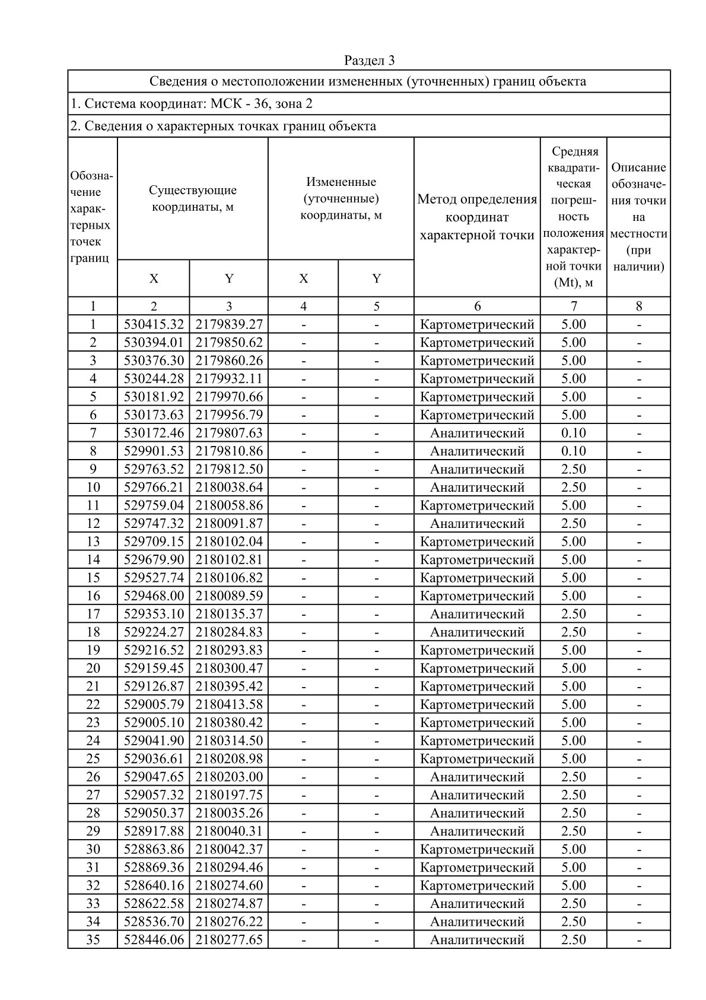 Раздел 3
Сведения о местоположении измененных (уточненных) границ объекта
1. Система координат: МСК - 36, зона 2
2. Сведения о характерных точках границ объекта
Обозна-
чение
харак-
терных
точек
границ
Существующие
координаты, м
Измененные
(уточненные)
координаты, м
Метод определения
координат
характерной точки
Средняя
квадрати-
ческая
погреш-
ность
положения
характер-
ной точки
(Mt), м
Описание
обозначе-
ния точки
на
местности
(при
наличии)
X Y X Y
1 2 3 4 5 6 7 8
1 530415.32 2179839.27 - - Картометрический 5.00 -
2 530394.01 2179850.62 - - Картометрический 5.00 -
3 530376.30 2179860.26 - - Картометрический 5.00 -
4 530244.28 2179932.11 - - Картометрический 5.00 -
5 530181.92 2179970.66 - - Картометрический 5.00 -
6 530173.63 2179956.79 - - Картометрический 5.00 -
7 530172.46 2179807.63 - - Аналитический 0.10 -
8 529901.53 2179810.86 - - Аналитический 0.10 -
9 529763.52 2179812.50 - - Аналитический 2.50 -
10 529766.21 2180038.64 - - Аналитический 2.50 -
11 529759.04 2180058.86 - - Картометрический 5.00 -
12 529747.32 2180091.87 - - Аналитический 2.50 -
13 529709.15 2180102.04 - - Картометрический 5.00 -
14 529679.90 2180102.81 - - Картометрический 5.00 -
15 529527.74 2180106.82 - - Картометрический 5.00 -
16 529468.00 2180089.59 - - Картометрический 5.00 -
17 529353.10 2180135.37 - - Аналитический 2.50 -
18 529224.27 2180284.83 - - Аналитический 2.50 -
19 529216.52 2180293.83 - - Картометрический 5.00 -
20 529159.45 2180300.47 - - Картометрический 5.00 -
21 529126.87 2180395.42 - - Картометрический 5.00 -
22 529005.79 2180413.58 - - Картометрический 5.00 -
23 529005.10 2180380.42 - - Картометрический 5.00 -
24 529041.90 2180314.50 - - Картометрический 5.00 -
25 529036.61 2180208.98 - - Картометрический 5.00 -
26 529047.65 2180203.00 - - Аналитический 2.50 -
27 529057.32 2180197.75 - - Аналитический 2.50 -
28 529050.37 2180035.26 - - Аналитический 2.50 -
29 528917.88 2180040.31 - - Аналитический 2.50 -
30 528863.86 2180042.37 - - Картометрический 5.00 -
31 528869.36 2180294.46 - - Картометрический 5.00 -
32 528640.16 2180274.60 - - Картометрический 5.00 -
33 528622.58 2180274.87 - - Аналитический 2.50 -
34 528536.70 2180276.22 - - Аналитический 2.50 -
35 528446.06 2180277.65 - - Аналитический 2.50 -